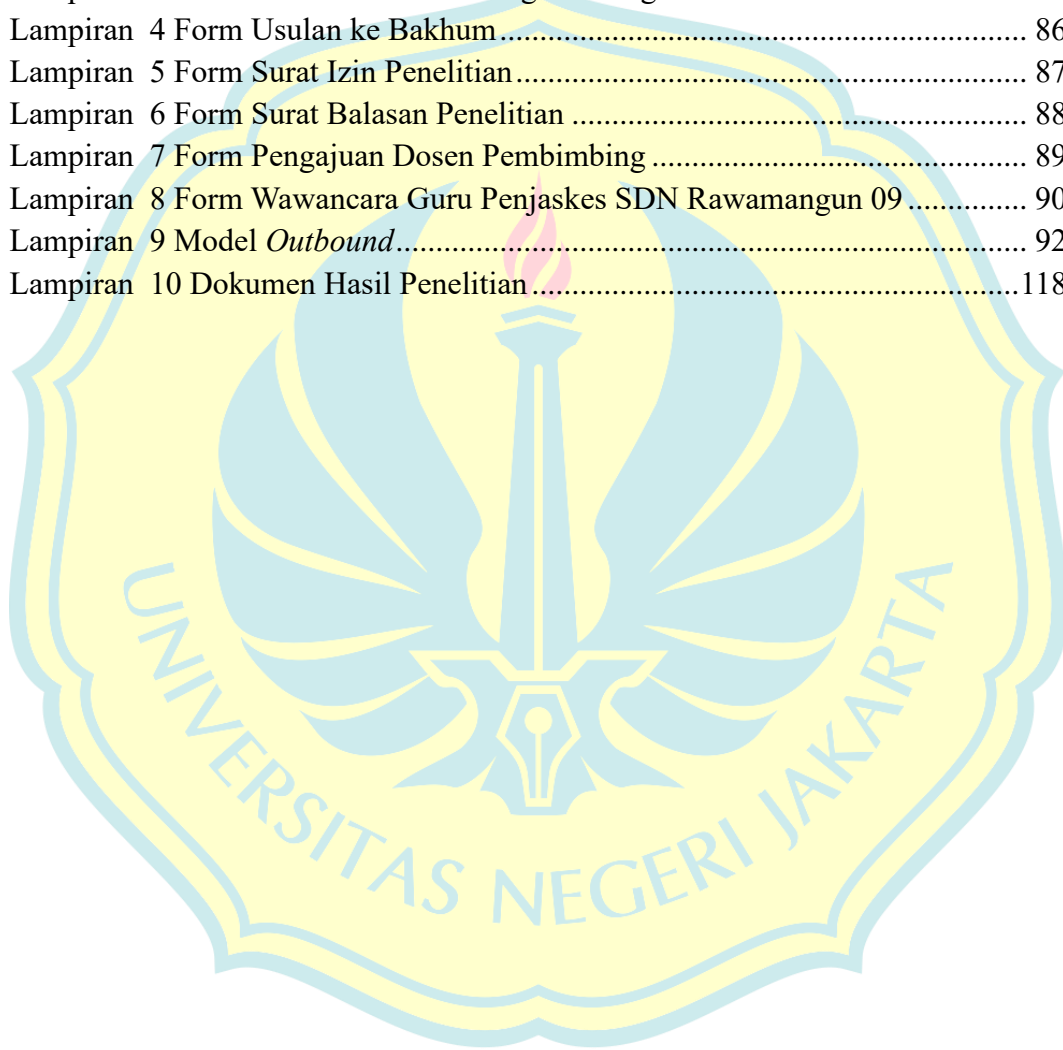 Lampiran 4 Form Usulan ke Bakhum........ 86
Lampiran 5 Form Surat Izin Penelitian........ 87
Lampiran 6 Form Surat Balasan Penelitian ........ 88
Lampiran 7 Form Pengajuan Dosen Pembimbing ........ 89
Lampiran 8 Form Wawancara Guru Penjaskes SDN Rawamangun 09 ........ 90
Lampiran 9 Model Outbound........ 92
Lampiran 10 Dokumen Hasil Penelitian........118
UNIVERSITAS NEGERI JAKARTA